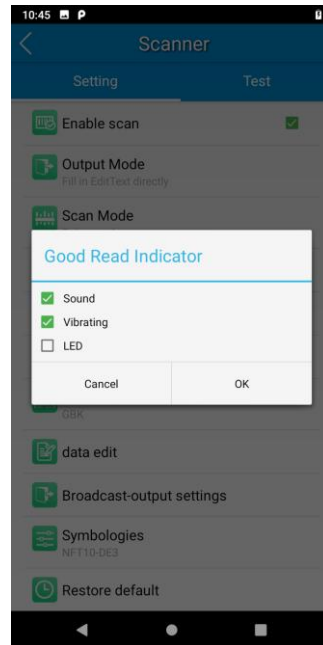 10:45
Scanner
Setting Test
Enable scan
Output Mode
Fill in EditText directly
Scan Mode
Good Read Indicator
Sound
Vibrating
LED
Cancel OK
GBK
data edit
Broadcast-output settings
Symbologies
NFT10-DE3
Restore default